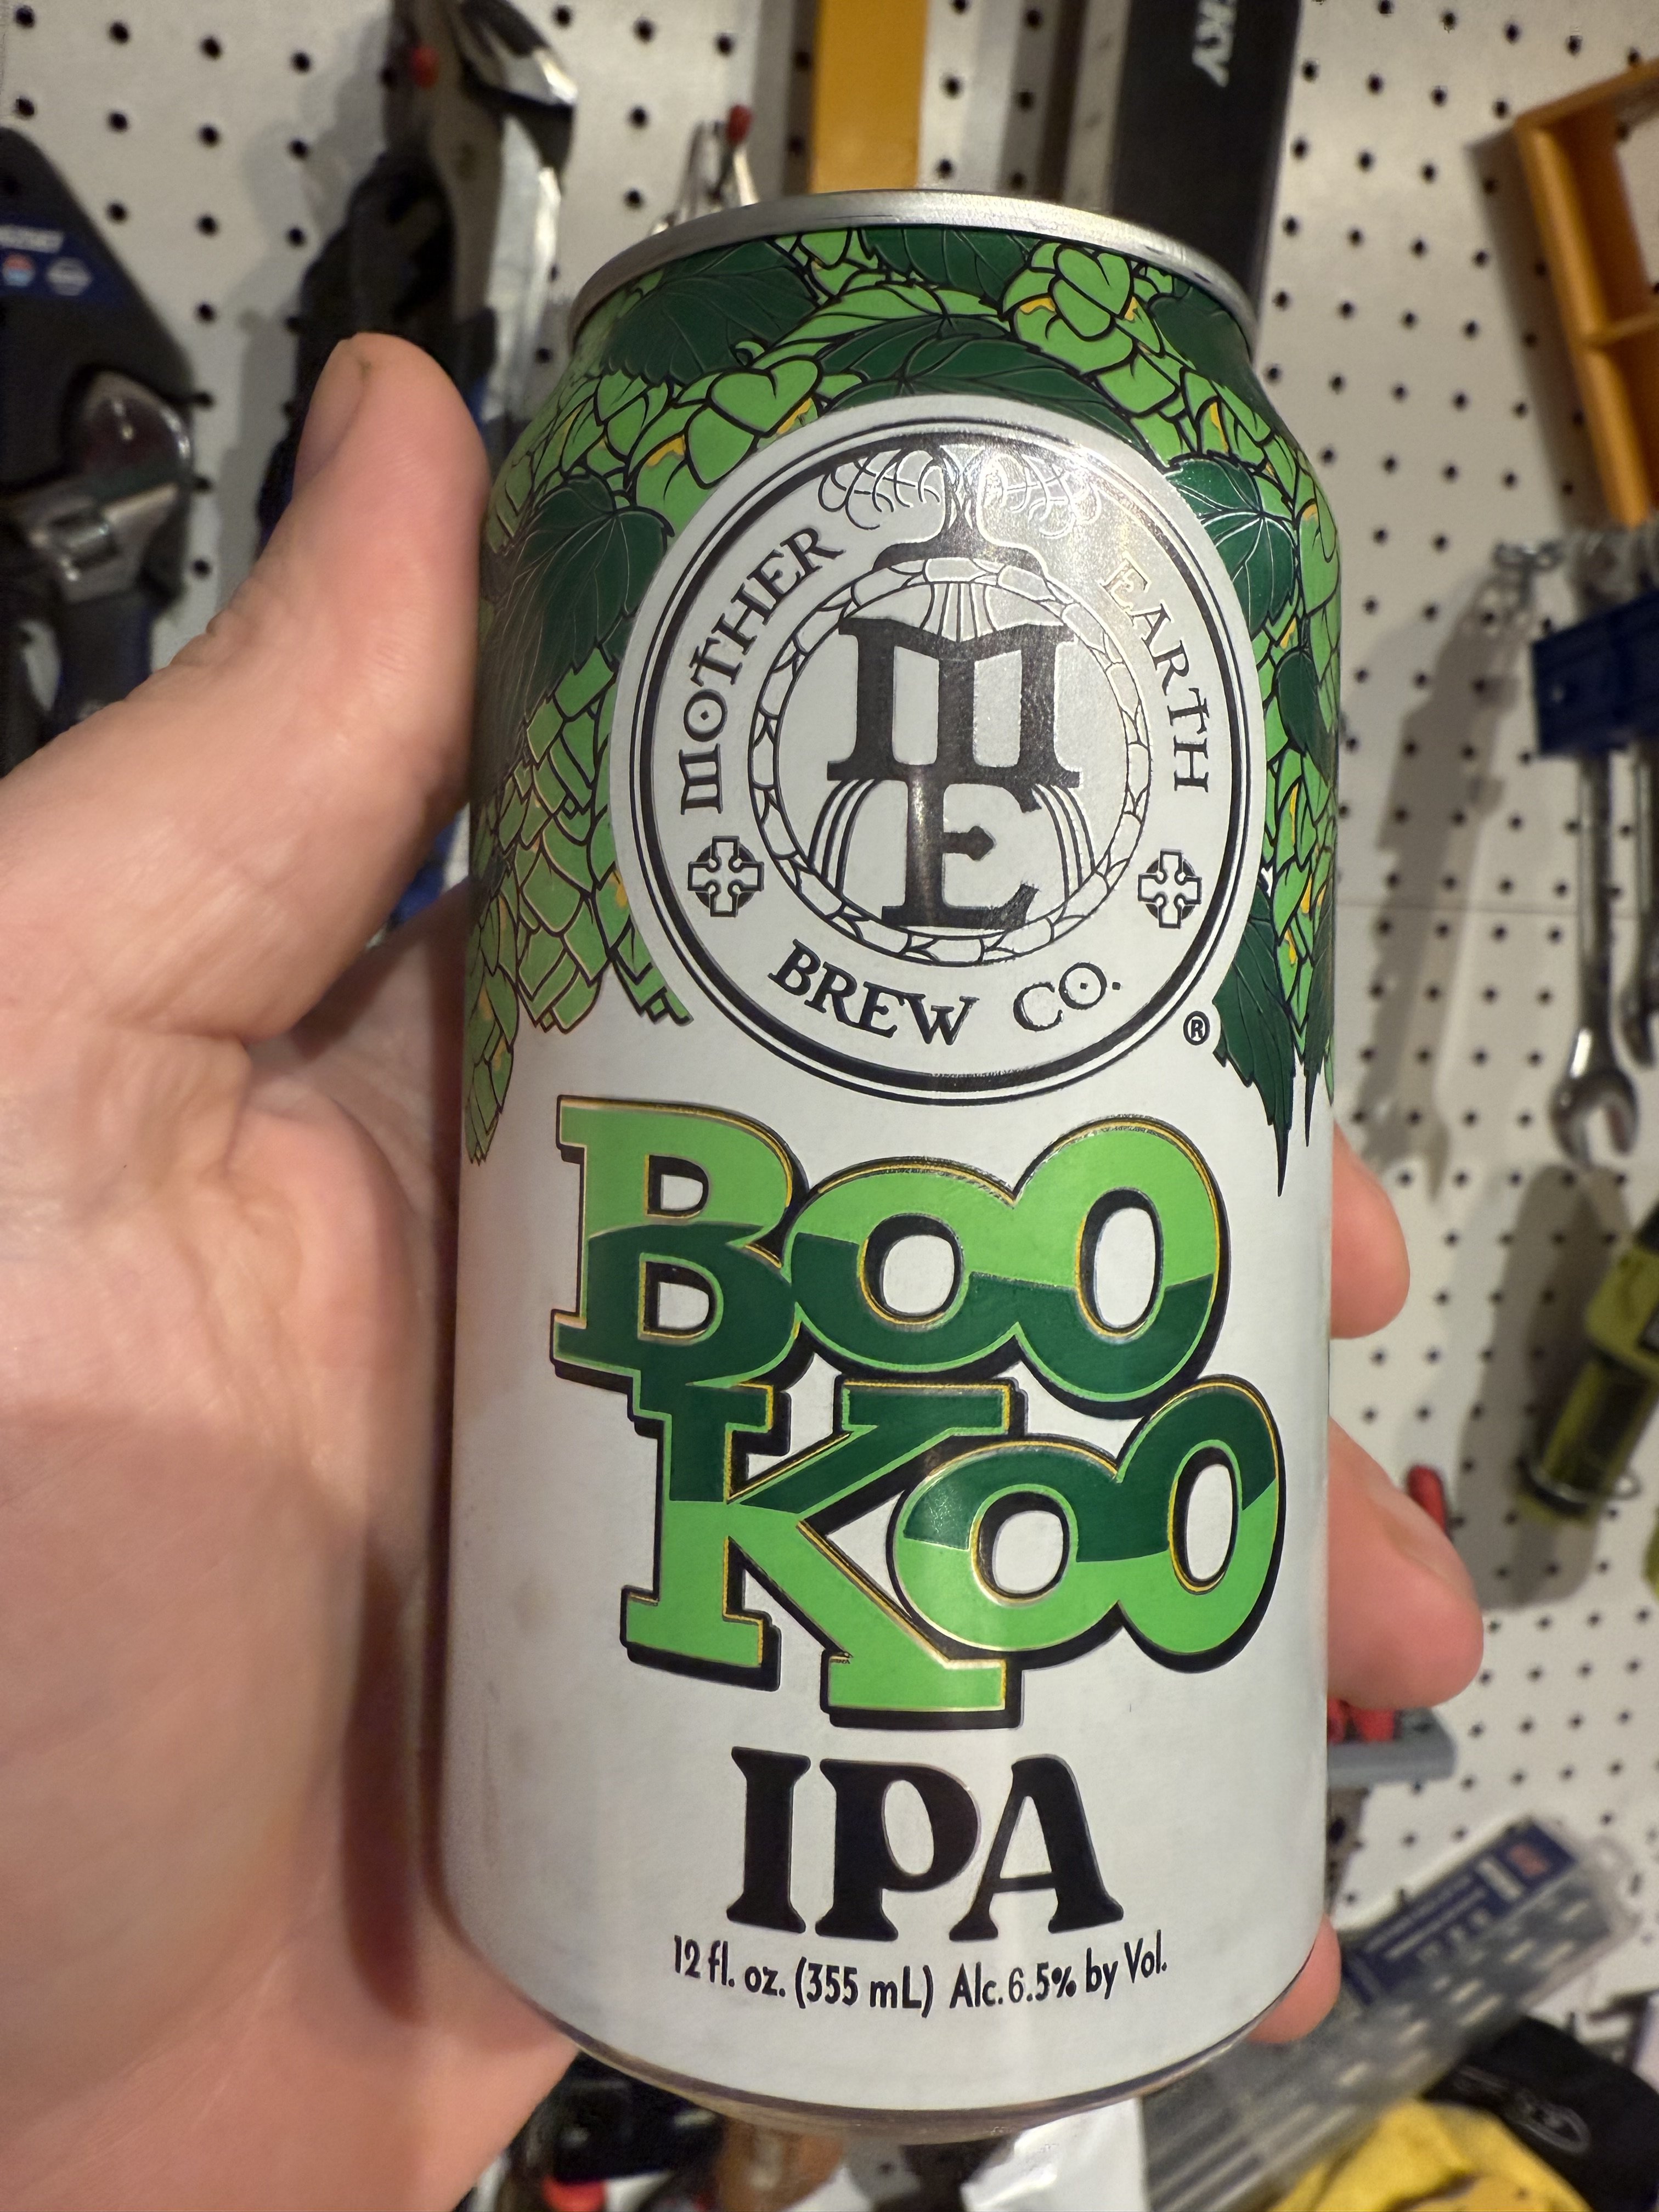 MOTHER EARTH
ME
BREW CO.
®
Boo
Koo
IPA
12 fl. oz. (355 mL) Alc. 6.5% by Vol.